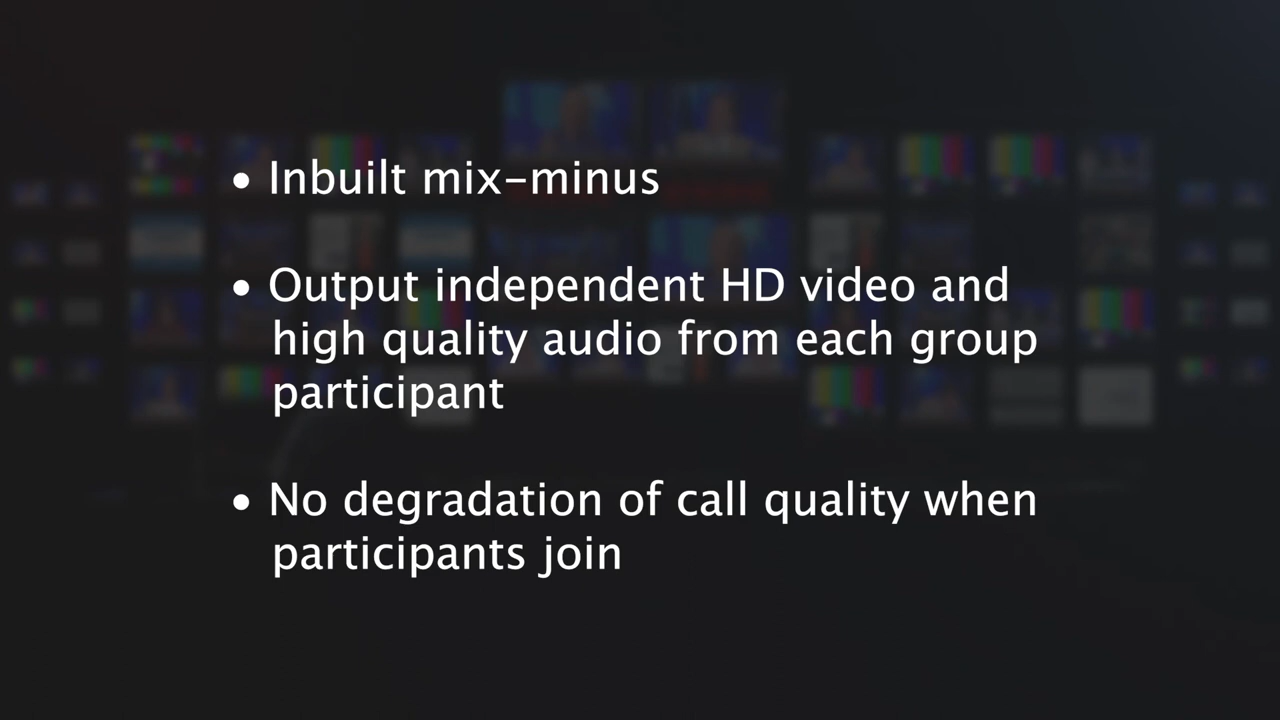 • Inbuilt mix-minus
• Output independent HD video and
high quality audio from each group
participant
• No degradation of call quality when
participants join